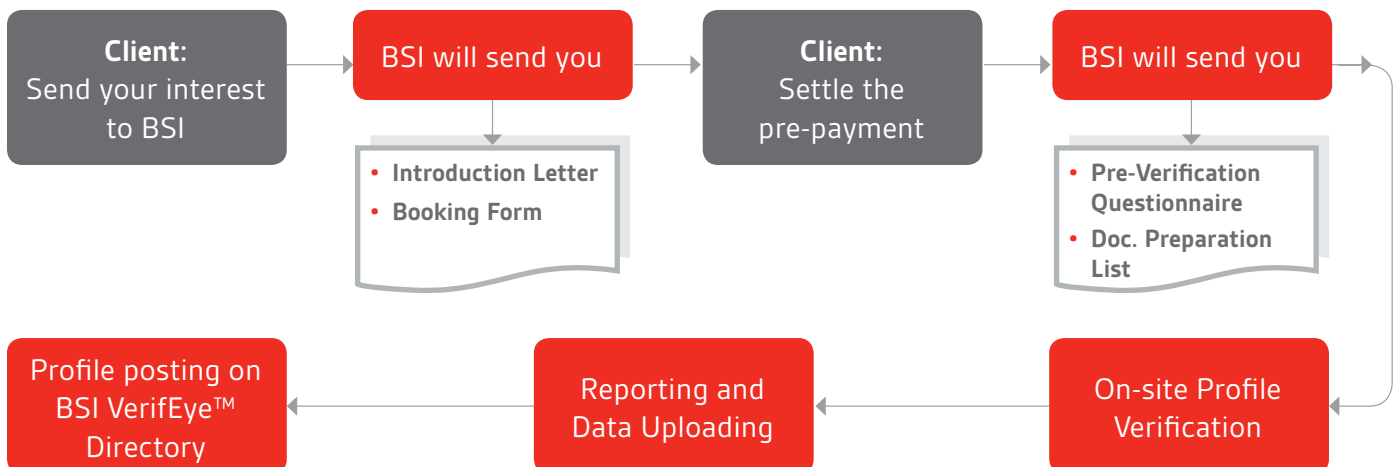 Client:
Send your interest
to BSI
BSI will send you
• Introduction Letter
• Booking Form
Client:
Settle the
pre-payment
BSI will send you
• Pre-Verification
Questionnaire
• Doc. Preparation
List
On-site Profile
Verification
Reporting and
Data Uploading
Profile posting on
BSI VerifEye™
Directory